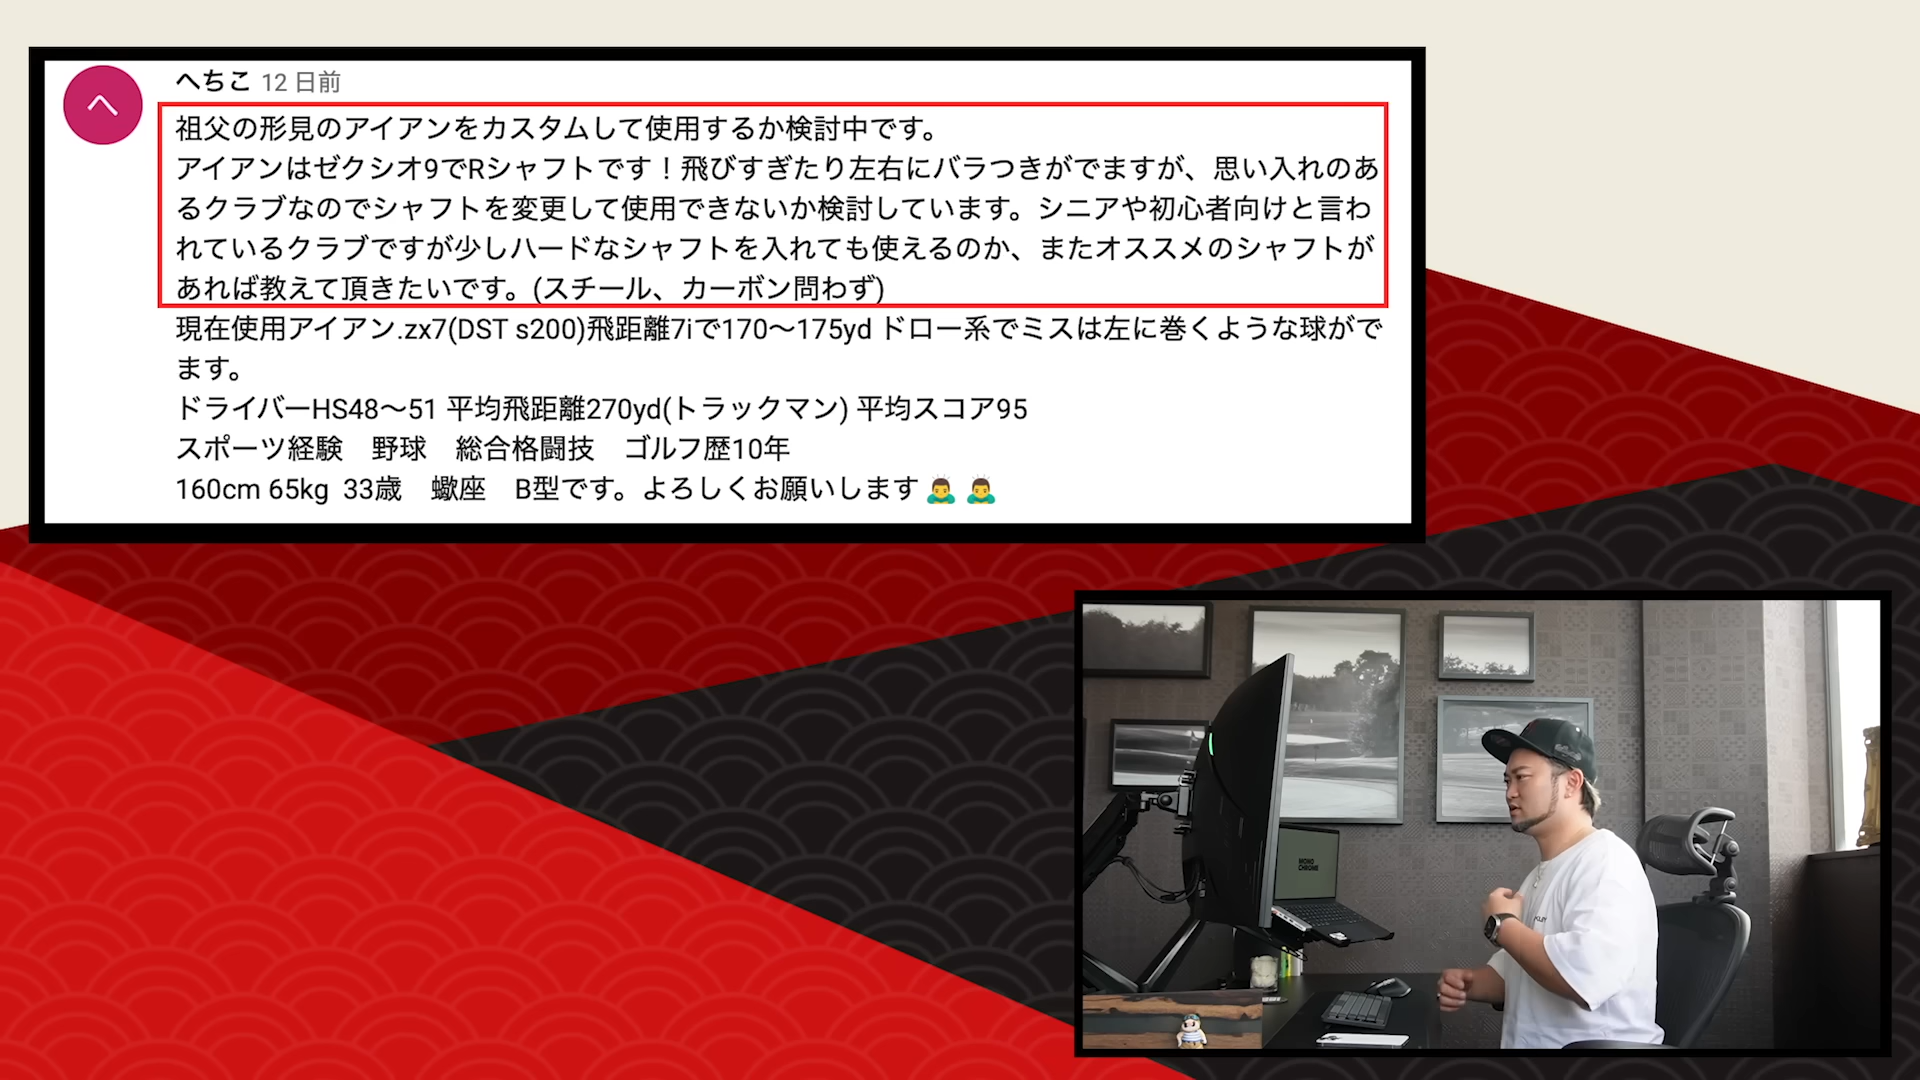 へ
へちこ 12 日前
祖父の形見のアイアンをカスタムして使用するか検討中です。
アイアンはゼクシオ9でRシャフトです！飛びすぎたり左右にバラつきがでますが、思い入れのあ
るクラブなのでシャフトを変更して使用できないか検討しています。シニアや初心者向けと言わ
れているクラブですが少しハードなシャフトを入れても使えるのか、またオススメのシャフトが
あれば教えて頂きたいです。(スチール、カーボン問わず)
現在使用アイアン.zx7(DST s200)飛距離7iで170〜175yd ドロー系でミスは左に巻くような球がで
ます。
ドライバーHS48〜51 平均飛距離270yd(トラックマン) 平均スコア95
スポーツ経験　野球　総合格闘技　ゴルフ歴10年
160cm 65kg 33歳　蠍座　B型です。よろしくお願いします
MONO
CHROME